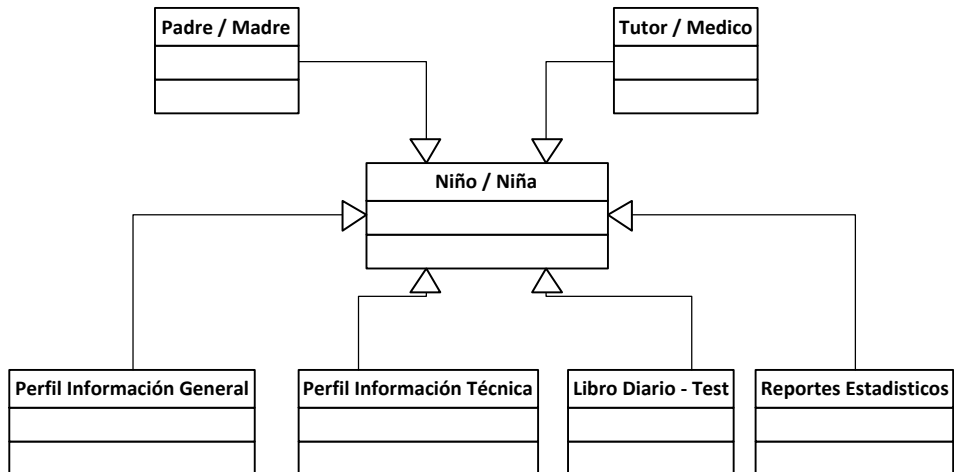 Padre / Madre
Tutor / Medico
Niño / Niña
Perfil Información General
Perfil Información Técnica
Libro Diario - Test
Reportes Estadisticos